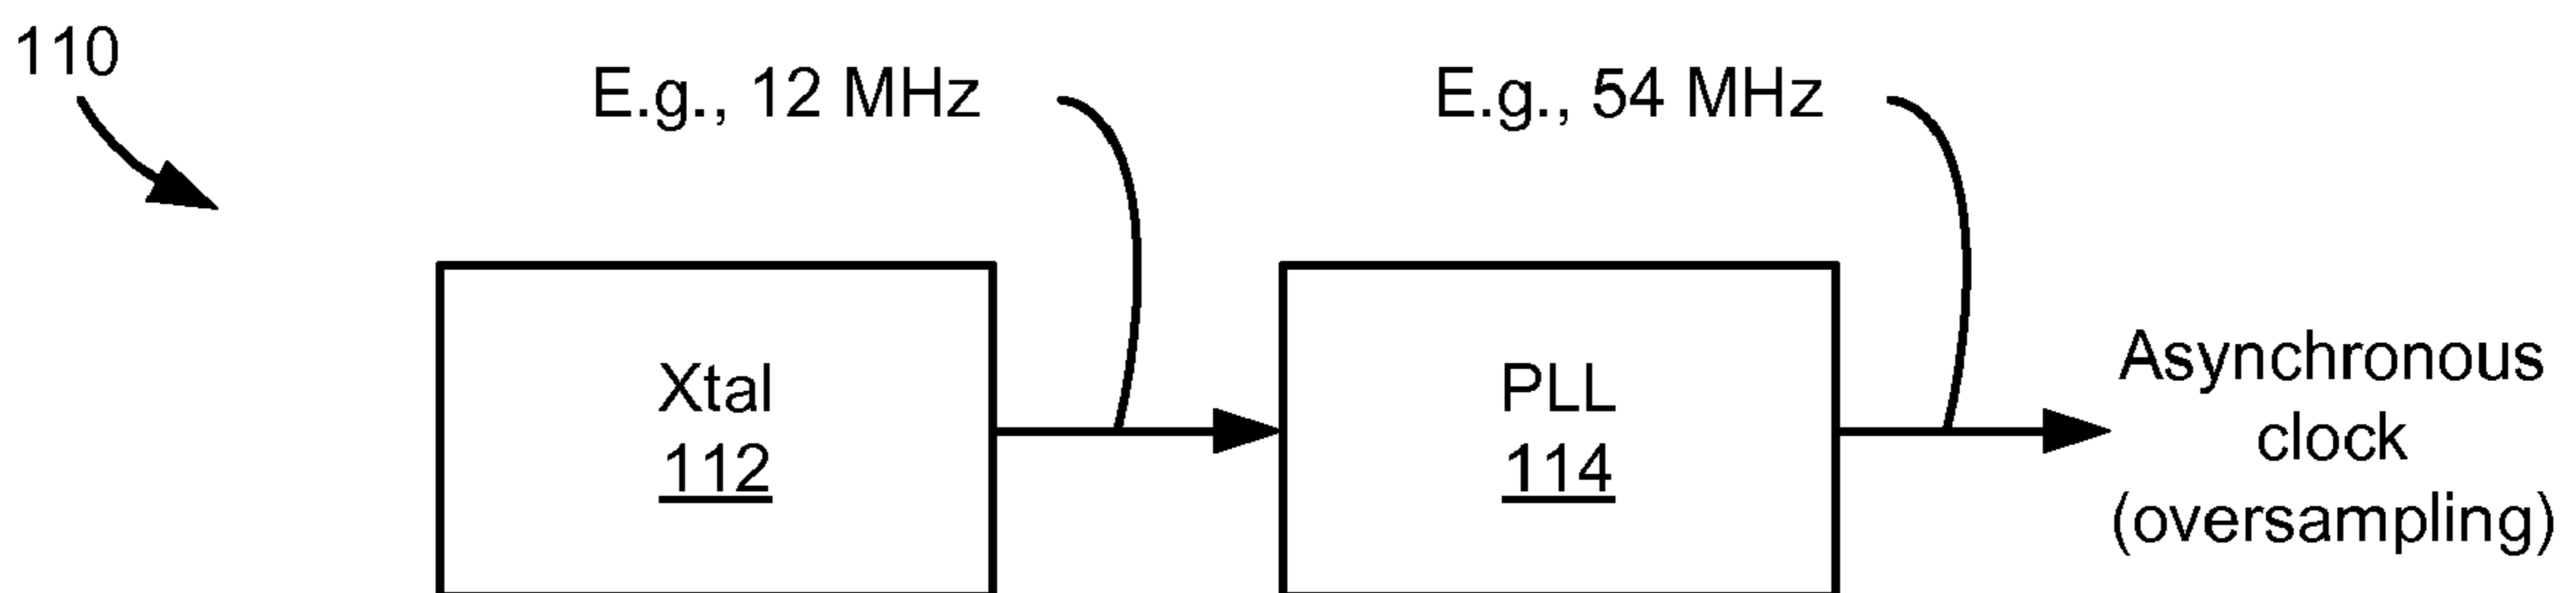 110
E.g., 12 MHz
E.g., 54 MHz
Xtal
112
PLL
114
Asynchronous
clock
(oversampling)